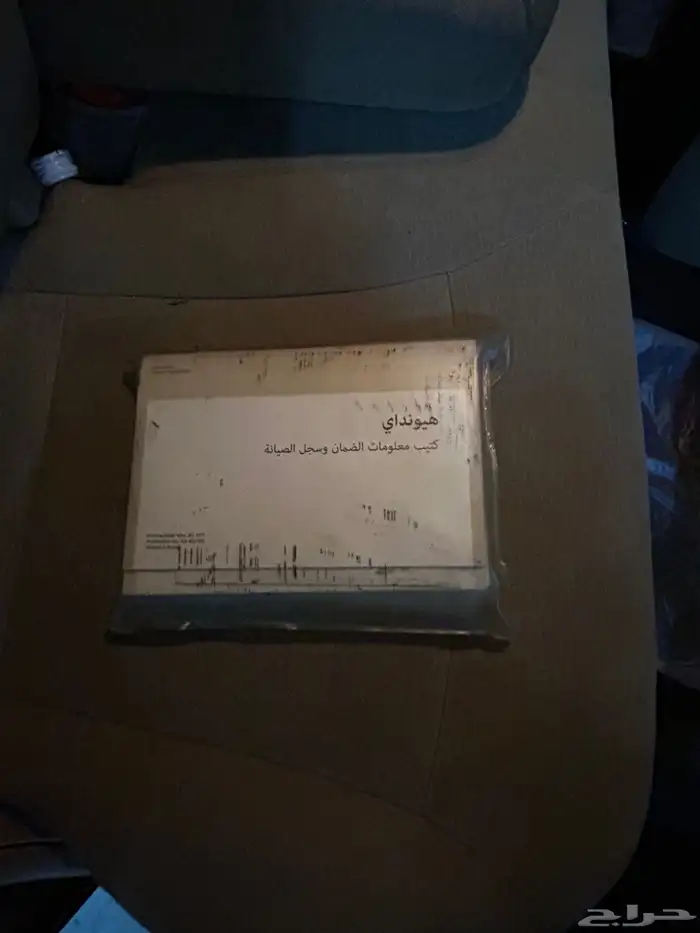 هيونداي
كتيب معلومات الضمان وسجل الصيانة
حراج